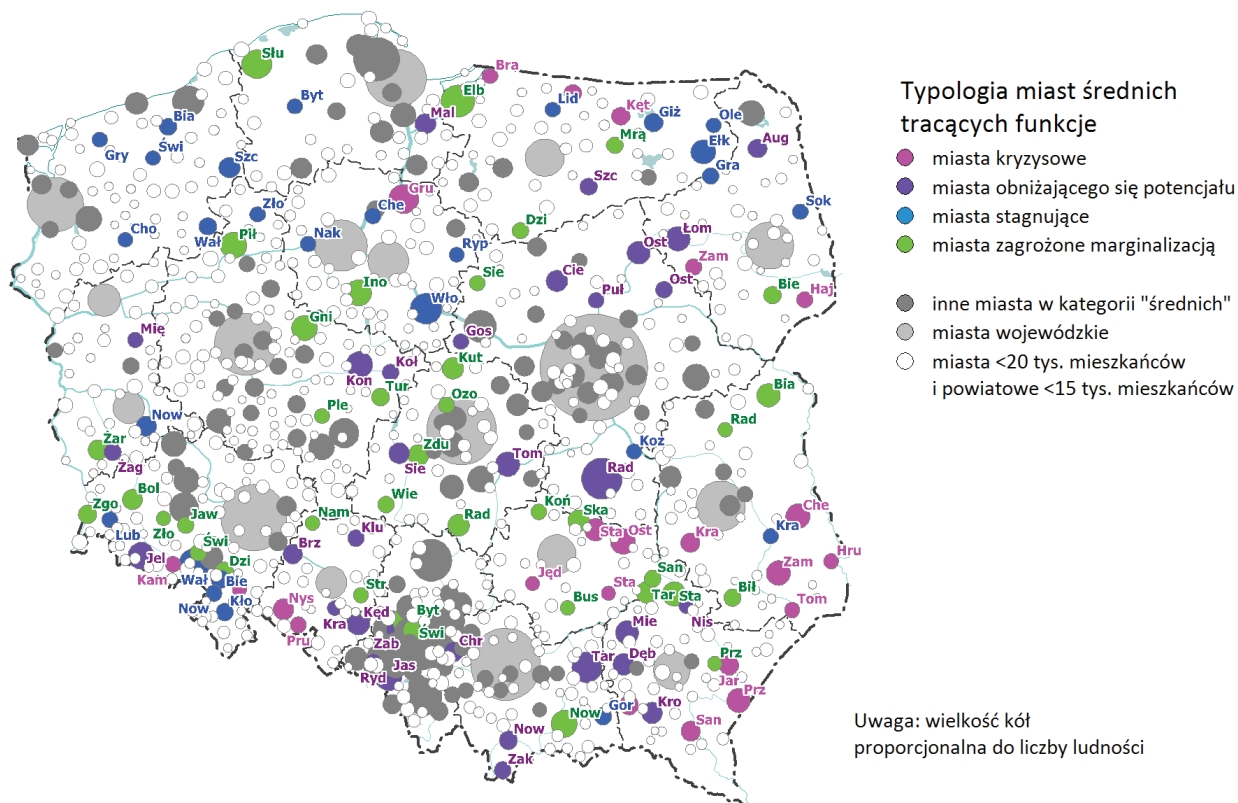 Typologia miast średnich
tracących funkcje
miasta kryzysowe
miasta obniżającego się potencjału
miasta stagnujące
miasta zagrożone marginalizacją
inne miasta w kategorii "średnich"
miasta wojewódzkie
miasta <20 tys. mieszkańców
i powiatowe <15 tys. mieszkańców
Uwaga: wielkość kół
proporcjonalna do liczby ludności
Słu
Bra
Elb
Byt
Lid
Kęt
Giż
Mal
Bia
Ole
Mrą
Ełk
Aug
Gry
Świ
Szc
Gra
Szc
Gru
Zło
Che
Sok
Cho
Wał
Pił
Nak
Dzi
Łom
Ryp
Ost
Zam
Ino
Sie
Cie
Ost
Bie
Haj
Wło
Puł
Mię
Gni
Gos
Kon
Koł
Kut
Tur
Bia
Now
Ple
Ozo
Rad
Żar
Żag
Zdu
Sie
Tom
Koz
Rad
Bol
Zgo
Wie
Koń
Ska
Che
Lub
Zło
Jaw
Nam
Klu
Rad
Sta
Ost
Kra
Kra
Świ
Brz
Jel
Kam
Dzi
Hru
Wał
Bie
Str
Jęd
Sta
San
Zam
Now
Kło
Nys
Pru
Kęd
Kra
Byt
Świ
Bus
Tar
Sta
Nis
Bił
Tom
Zab
Chr
Mie
Jas
Ryd
Tar
Dęb
Prz
Jar
Prz
Now
Gór
Kro
San
Now
Zak